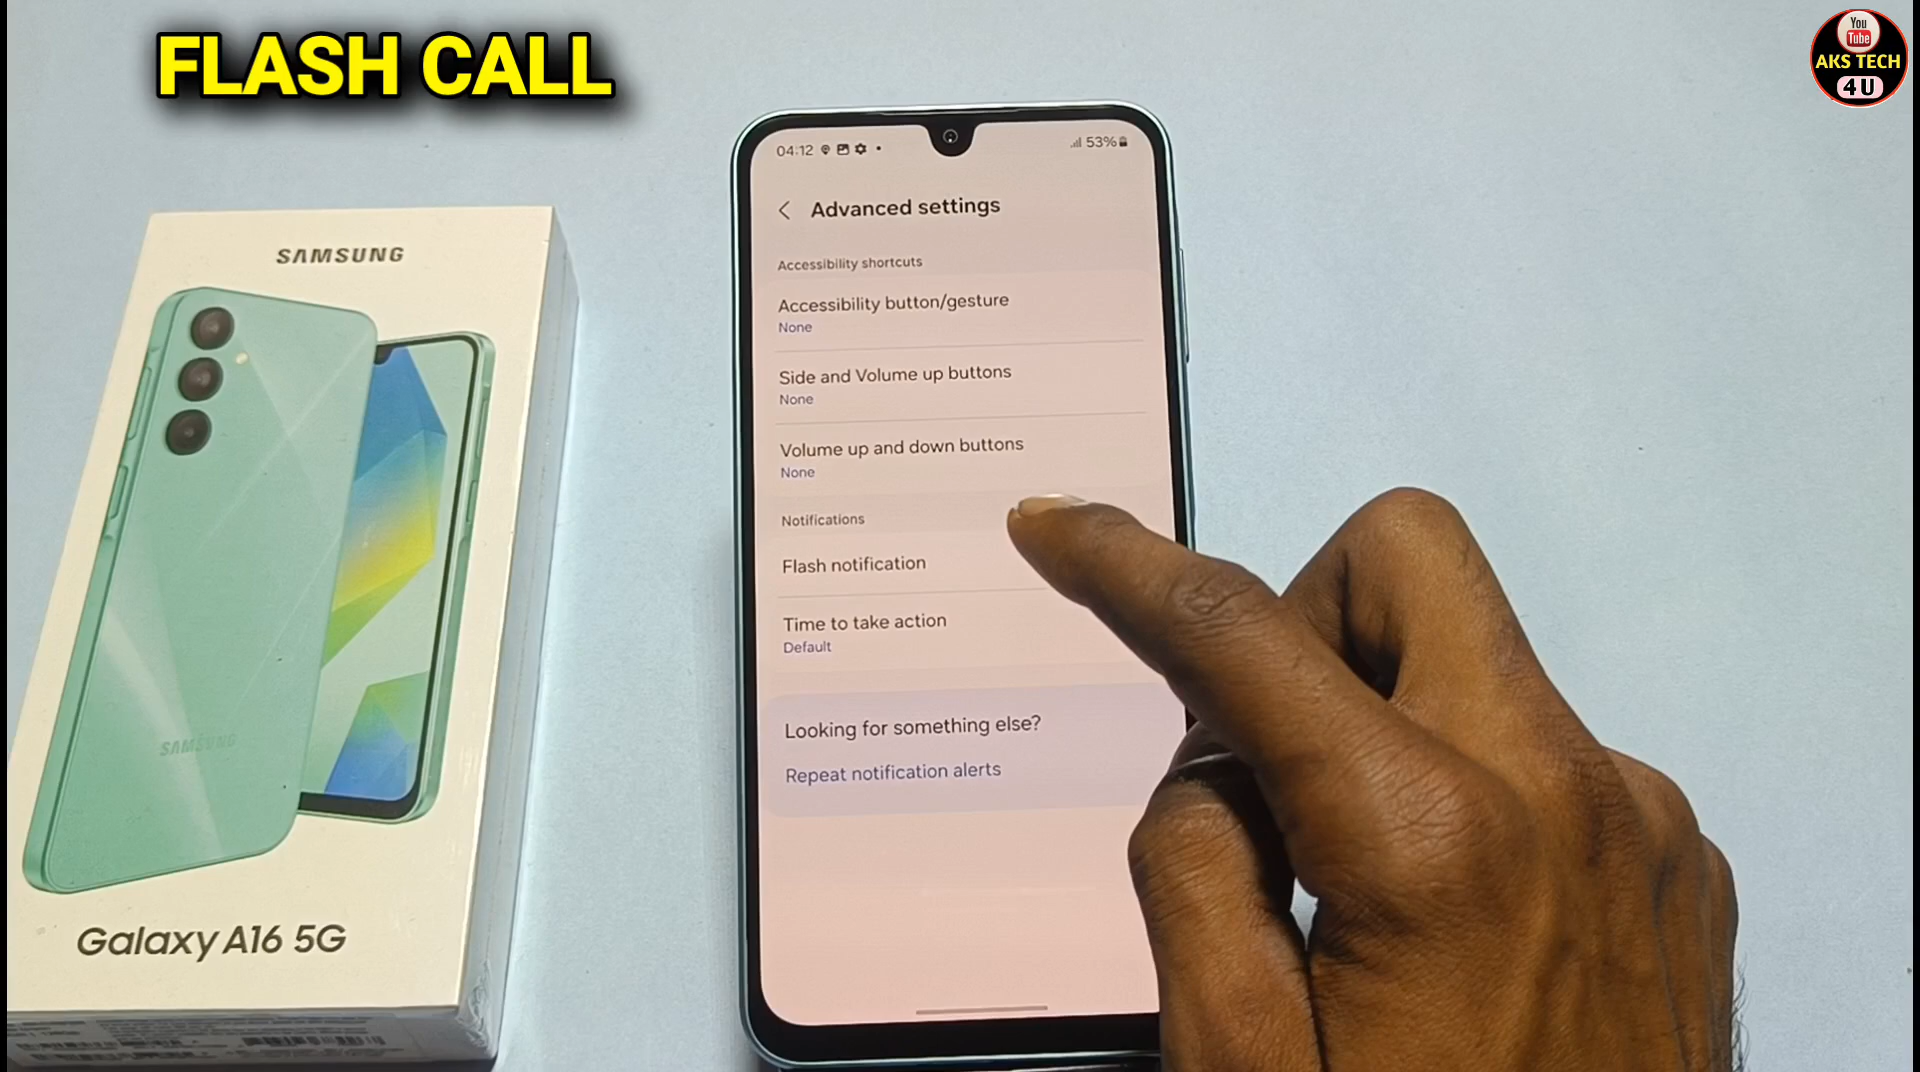 FLASH CALL
You
Tube
AKS TECH
4U
SAMSUNG
SAMSUNG
Galaxy A16 5G
04:12
53%
Advanced settings
Accessibility shortcuts
Accessibility button/gesture
None
Side and Volume up buttons
None
Volume up and down buttons
None
Notifications
Flash notification
Time to take action
Default
Looking for something else?
Repeat notification alerts